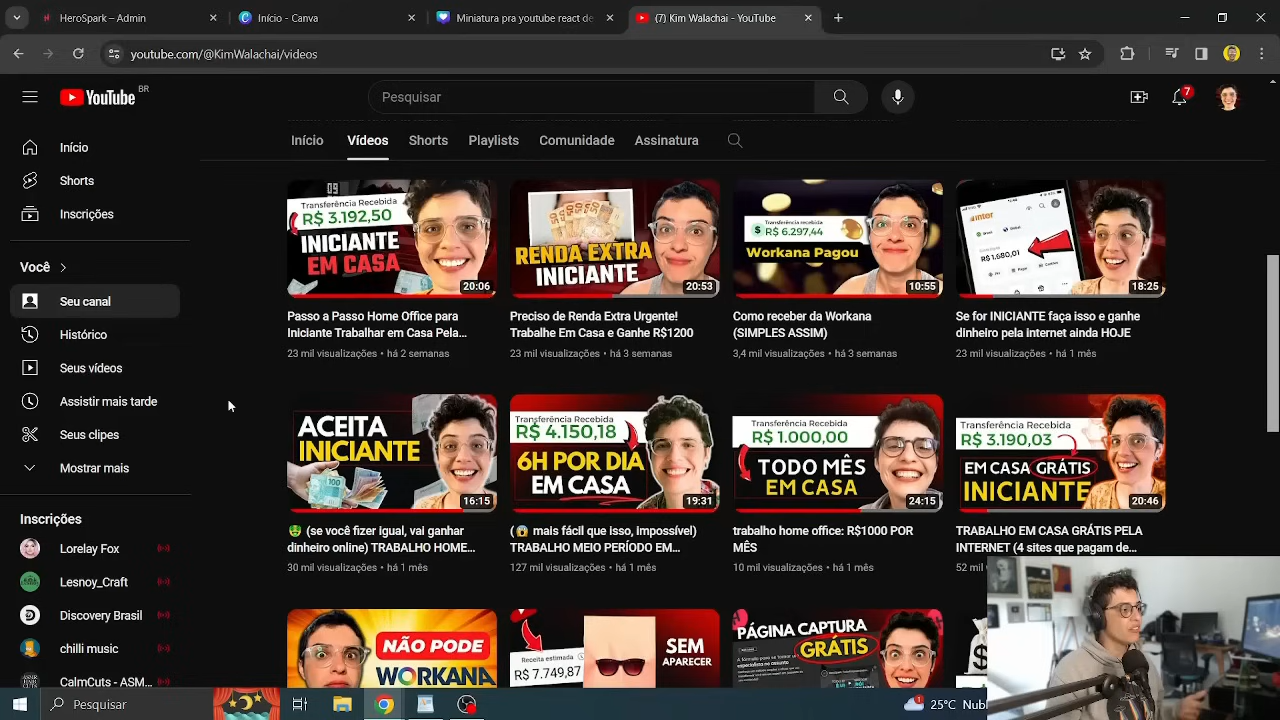 HeroSpark – Admin
Início - Canva
Miniatura pra youtube react de
(7) Kim Walachai - YouTube
youtube.com/@KimWalachai/videos
YouTube BR
Pesquisar
7
Início
Vídeos
Shorts
Playlists
Comunidade
Assinatura
Início
Shorts
Inscrições
Você
Seu canal
Histórico
Seus vídeos
Assistir mais tarde
Seus clipes
Mostrar mais
Inscrições
Lorelay Fox
Lesnoy_Craft
Discovery Brasil
chilli music
CalmCuts - ASM...
Transferência Recebida
R$ 3.192,50
INICIANTE
EM CASA
20:06
Passo a Passo Home Office para
Iniciante Trabalhar em Casa Pela...
23 mil visualizações • há 2 semanas
RENDA EXTRA
INICIANTE
20:53
Preciso de Renda Extra Urgente!
Trabalhe Em Casa e Ganhe R$1200
23 mil visualizações • há 3 semanas
Transferência recebida
$ R$ 6.297,44
Workana Pagou
10:55
Como receber da Workana
(SIMPLES ASSIM)
3,4 mil visualizações • há 3 semanas
inter
R$ 1.680,01
18:25
Se for INICIANTE faça isso e ganhe
dinheiro pela internet ainda HOJE
23 mil visualizações • há 1 mês
ACEITA
INICIANTE
100
16:15
🤑 (se você fizer igual, vai ganhar
dinheiro online) TRABALHO HOME...
30 mil visualizações • há 1 mês
Transferência Recebida
R$ 4.150,18
6H POR DIA
EM CASA
19:31
(😱 mais fácil que isso, impossível)
TRABALHO MEIO PERÍODO EM...
127 mil visualizações • há 1 mês
Transferência Recebida
R$ 1.000,00
TODO MÊS
EM CASA
24:15
trabalho home office: R$1000 POR
MÊS
10 mil visualizações • há 1 mês
Transferência Recebida
R$ 3.190,03
EM CASA GRÁTIS
INICIANTE
20:46
TRABALHO EM CASA GRÁTIS PELA
INTERNET (4 sites que pagam de...
52 mil
NÃO PODE
WORKANA
Receita estimada
R$ 7.749,87
SEM
APARECER
PÁGINA CAPTURA
GRÁTIS
Pesquisar
25°C Nub